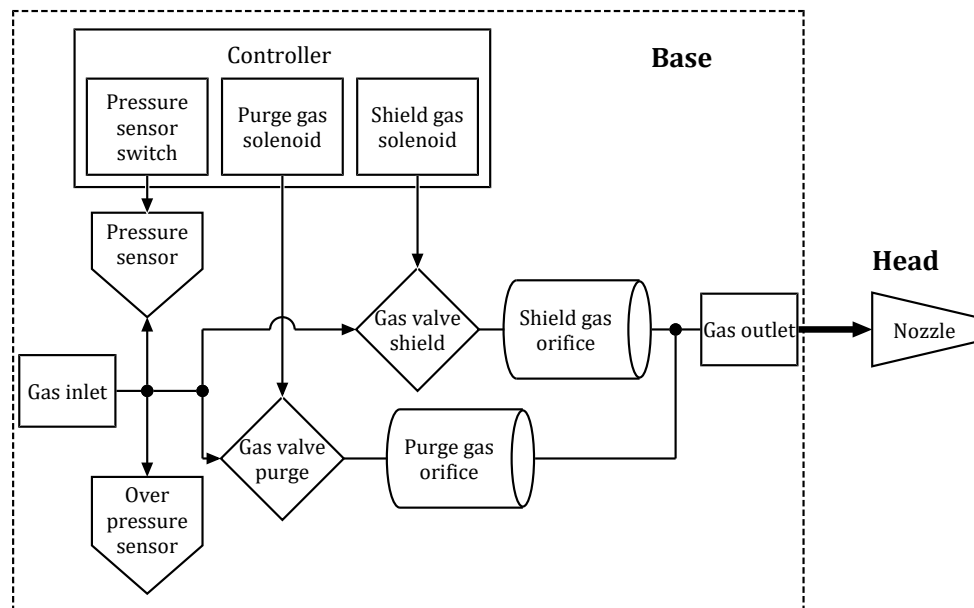 Controller
Base
Pressure
sensor
switch
Purge gas
solenoid
Shield gas
solenoid
Pressure
sensor
Head
Gas valve
shield
Shield gas
orifice
Gas outlet
Nozzle
Gas inlet
Gas valve
purge
Purge gas
orifice
Over
pressure
sensor